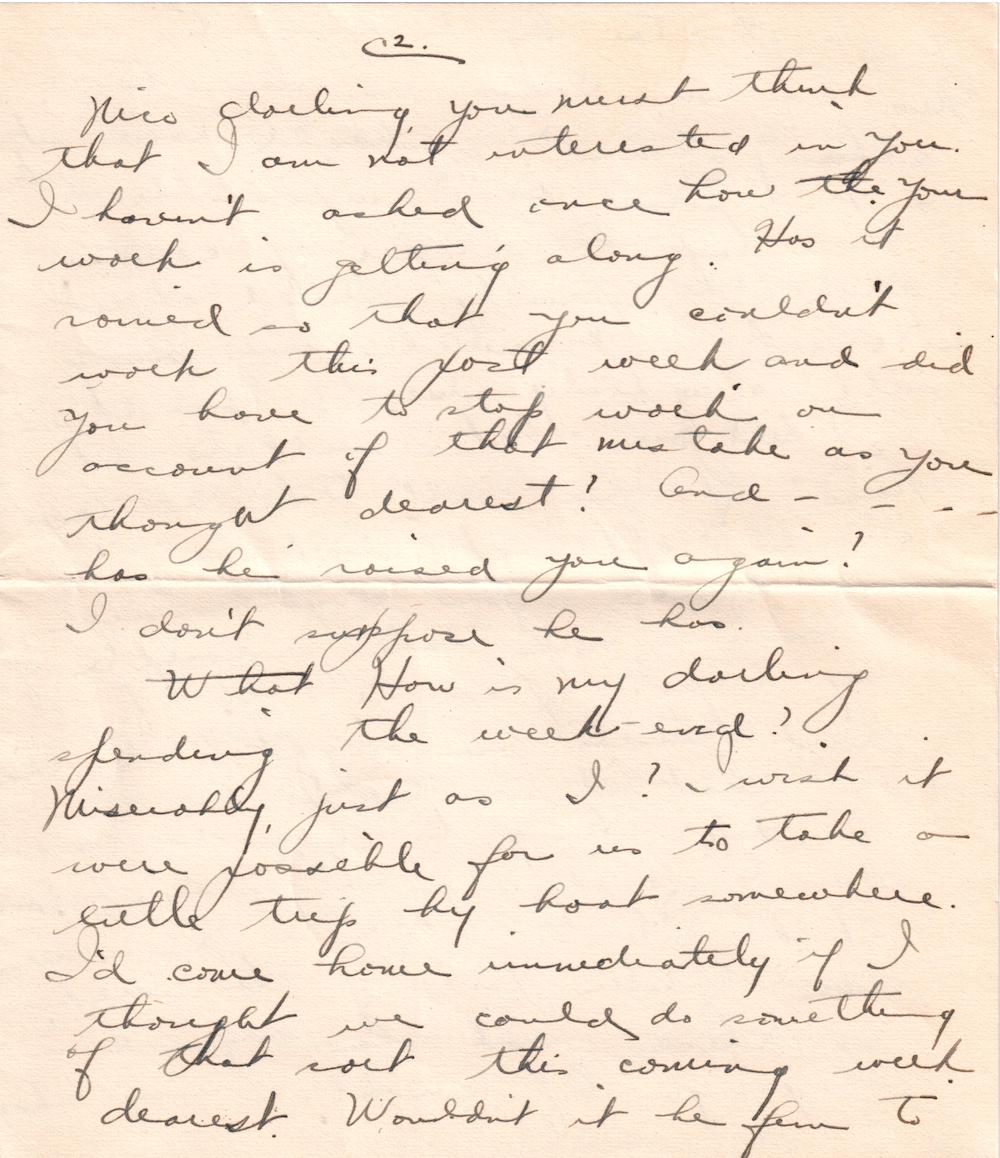 2.
Nico darling, you must think
that I am not interested in you.
I haven't asked once how the your
work is getting along. Has it
rained so that you couldn't
work this past week and did
you have to stop work on
account of that mistake as you
thought dearest? And - - - -
has he raised you again?
I don't suppose he has.
What How is my darling
spending the week-end?
Miserably, just as I? I wish it
were possible for us to take a
little trip by boat somewhere.
I'd come home immediately if I
thought we could do something
of that sort this coming week
dearest. Wouldn't it be fun to